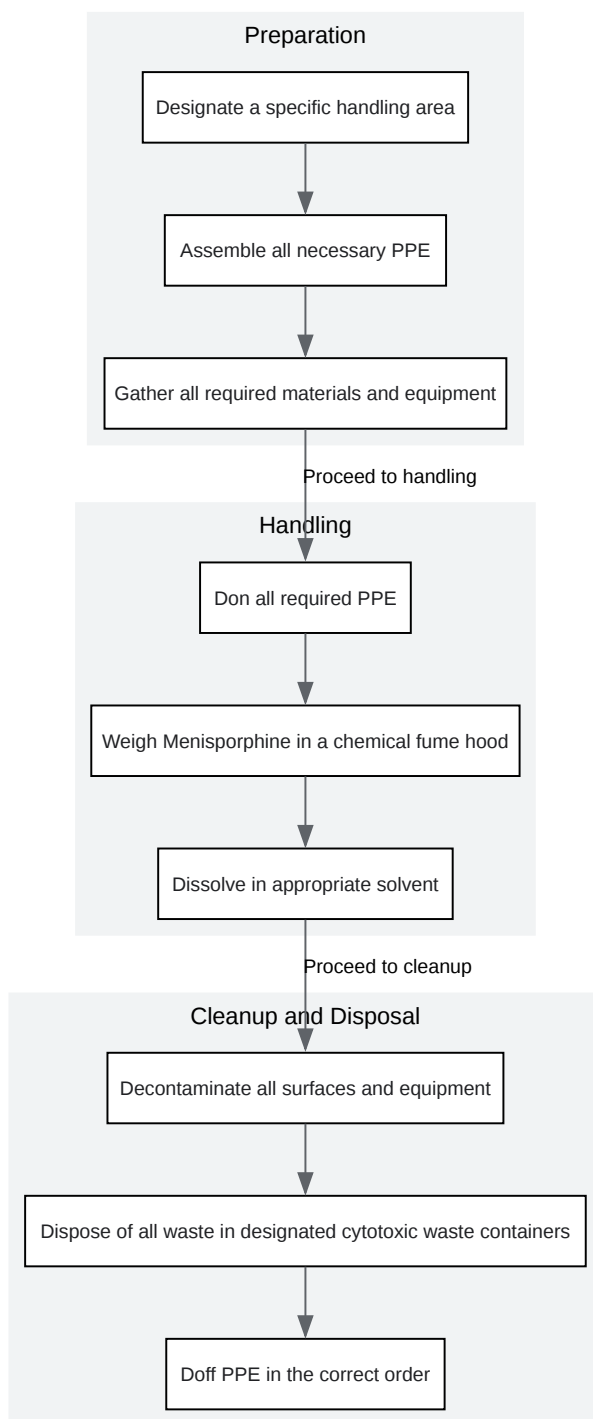 Preparation
Designate a specific handling area
Assemble all necessary PPE
Gather all required materials and equipment
Proceed to handling
Handling
Don all required PPE
Weigh Menisporphine in a chemical fume hood
Dissolve in appropriate solvent
Proceed to cleanup
Cleanup and Disposal
Decontaminate all surfaces and equipment
Dispose of all waste in designated cytotoxic waste containers
Doff PPE in the correct order